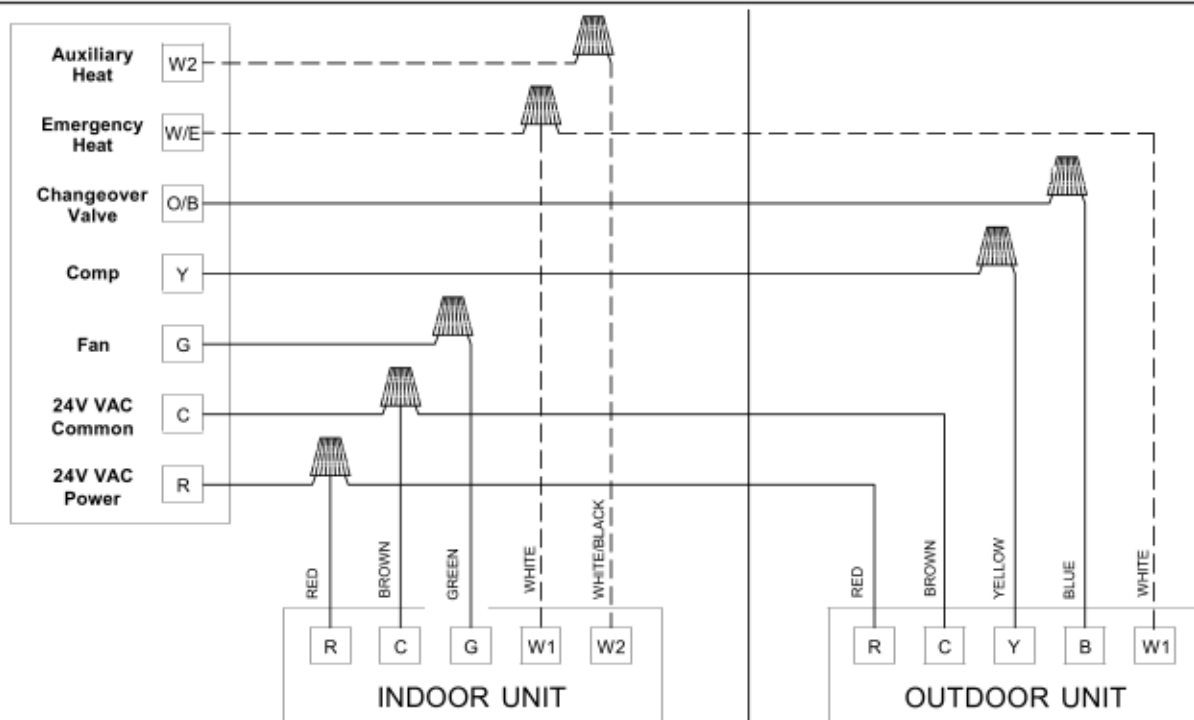 Auxiliary
Heat
W2
Emergency
Heat
W/E
Changeover
Valve
O/B
Comp
Y
Fan
G
24V VAC
Common
C
24V VAC
Power
R
RED
BROWN
GREEN
WHITE
WHITE/BLACK
RED
BROWN
YELLOW
BLUE
WHITE
R
C
G
W1
W2
R
C
Y
B
W1
INDOOR UNIT
OUTDOOR UNIT